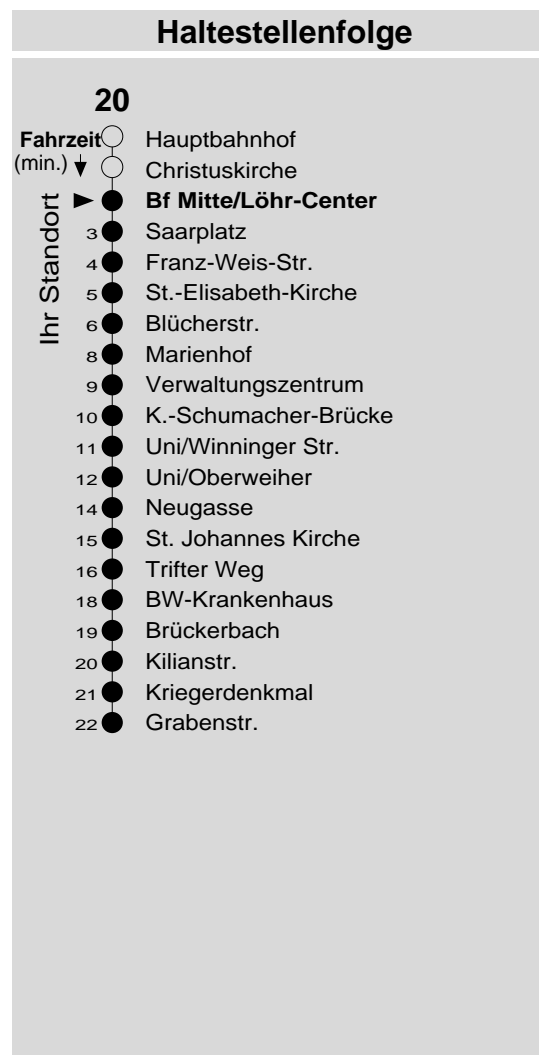 Haltestellenfolge
20
Fahrzeit Hauptbahnhof
(min.) Christuskirche
Ihr Standort
Bf Mitte/Löhr-Center
3 Saarplatz
4 Franz-Weis-Str.
5 St.-Elisabeth-Kirche
6 Blücherstr.
8 Marienhof
9 Verwaltungszentrum
10 K.-Schumacher-Brücke
11 Uni/Winninger Str.
12 Uni/Oberweiher
14 Neugasse
15 St. Johannes Kirche
16 Trifter Weg
18 BW-Krankenhaus
19 Brückerbach
20 Kilianstr.
21 Kriegerdenkmal
22 Grabenstr.